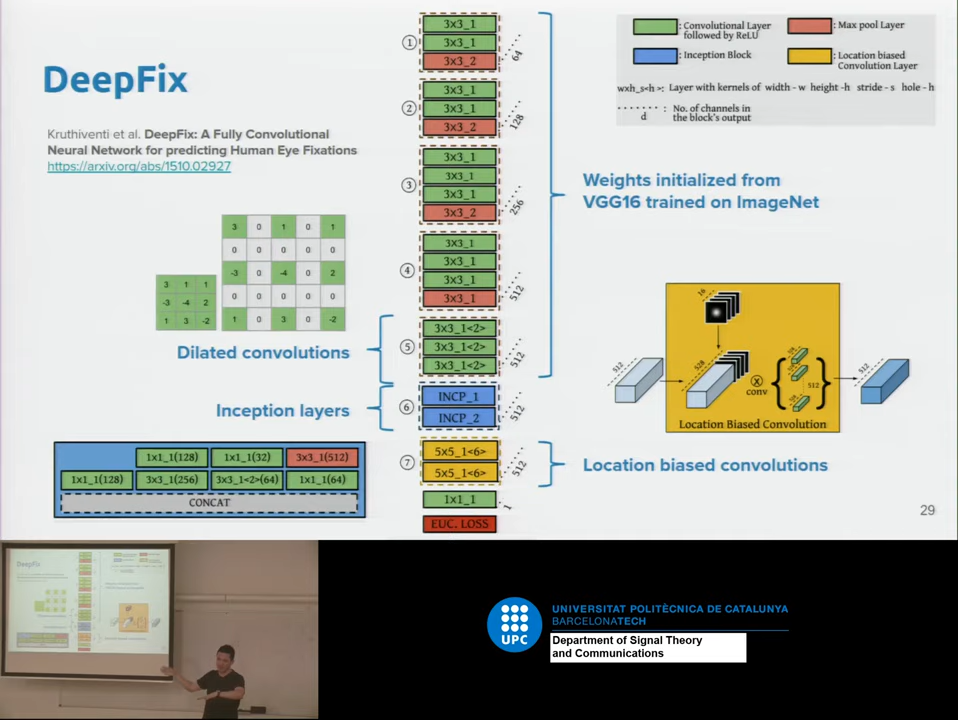 DeepFix
Kruthiventi et al. DeepFix: A Fully Convolutional
Neural Network for predicting Human Eye Fixations
https://arxiv.org/abs/1510.02927
3 0 1 0 1
0 0 0 0 0
-3 0 -4 0 2
0 0 0 0 0
1 0 3 0 -2
3 1 1
-3 -4 2
1 3 -2
Dilated convolutions
Inception layers
1x1_1(128) 1x1_1(32) 3x3_1(512)
1x1_1(128) 3x3_1(256) 3x3_1<2>(64) 1x1_1(64)
CONCAT
1
3x3_1
3x3_1
3x3_2
64
2
3x3_1
3x3_1
3x3_2
128
3
3x3_1
3x3_1
3x3_1
3x3_2
256
4
3x3_1
3x3_1
3x3_1
3x3_1
512
5
3x3_1<2>
3x3_1<2>
3x3_1<2>
512
6
INCP_1
INCP_2
512
7
5x5_1<6>
5x5_1<6>
512
1x1_1
1
EUC. LOSS
: Convolutional Layer
followed by ReLU
: Max pool Layer
: Inception Block
: Location biased
Convolution Layer
wxh_s<h>: Layer with kernels of width - w height -h stride - s hole - h
d
: No. of channels in
the block's output
Weights initialized from
VGG16 trained on ImageNet
16
512
528
conv
512
512
Location Biased Convolution
Location biased convolutions
29
UPC
UNIVERSITAT POLITÈCNICA DE CATALUNYA
BARCELONATECH
Department of Signal Theory
and Communications
DeepFix